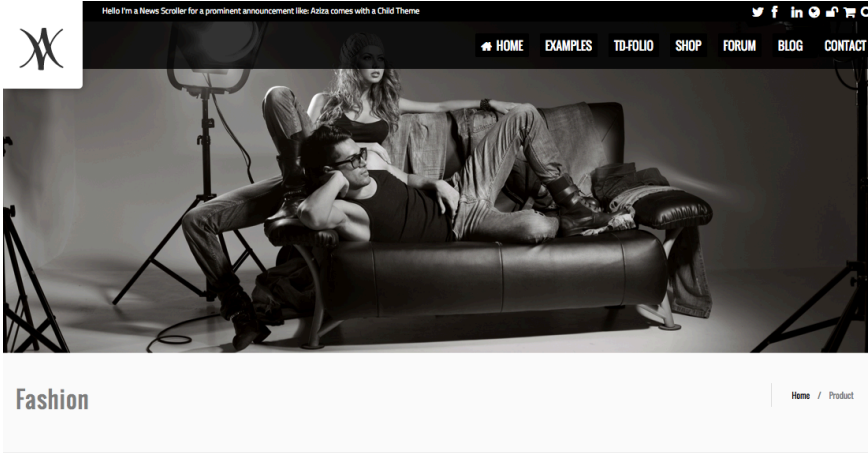 Hello I'm a News Scroller for a prominent announcement like: Aziza comes with a Child Theme
HOME EXAMPLES TD-FOLIO SHOP FORUM BLOG CONTACT
Fashion
Home / Product